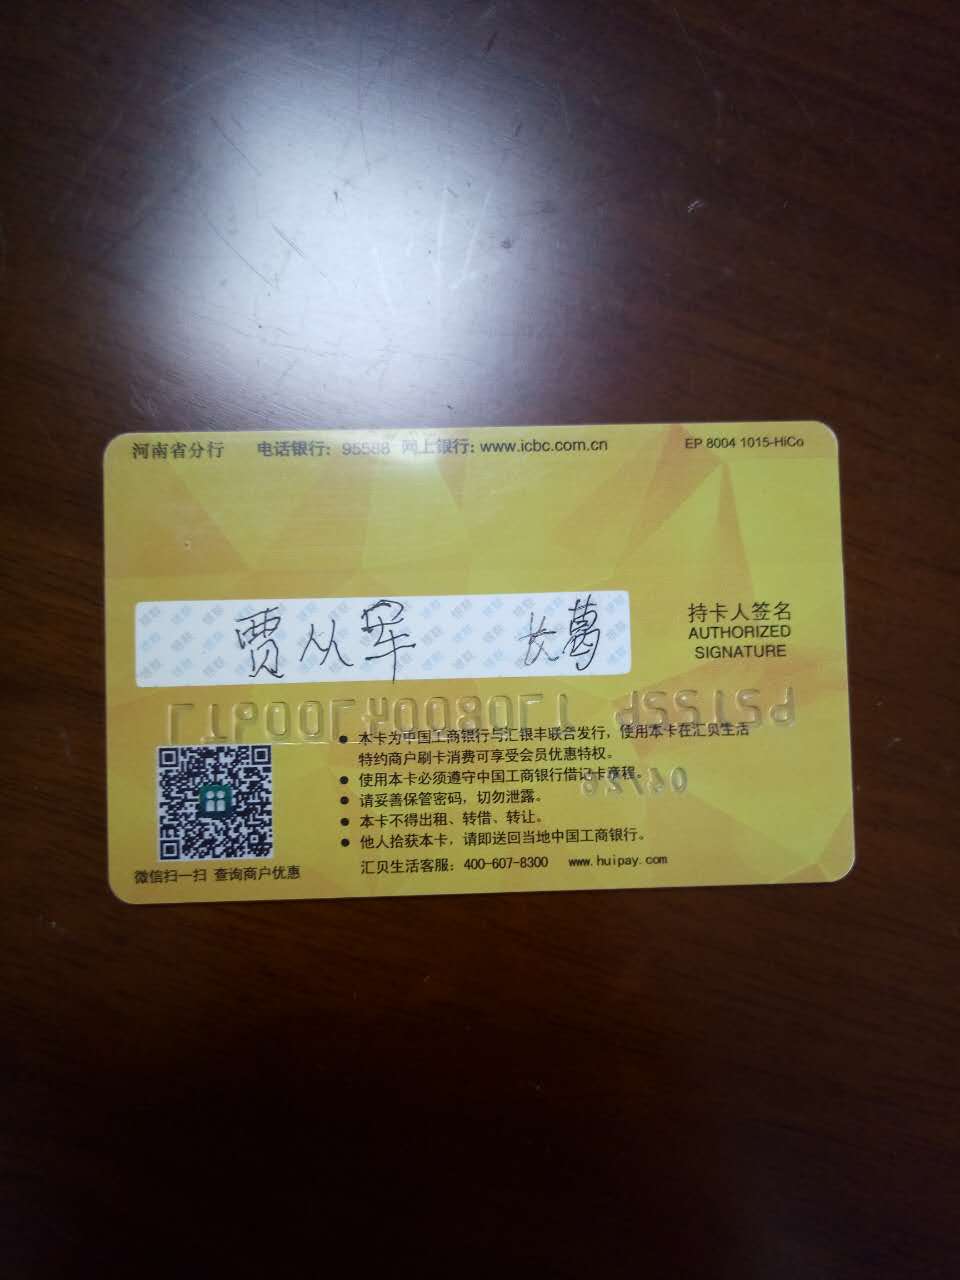 河南省分行 电话银行：95588 网上银行：www.icbc.com.cn EP 8004 1015-HiCo
贾从军 长葛
持卡人签名
AUTHORIZED
SIGNATURE
● 本卡为中国工商银行与汇银丰联合发行，使用本卡在汇贝生活
特约商户刷卡消费可享受会员优惠特权。
● 使用本卡必须遵守中国工商银行借记卡章程。
● 请妥善保管密码，切勿泄露。
● 本卡不得出租、转借、转让。
● 他人拾获本卡，请即送回当地中国工商银行。
汇贝生活客服：400-607-8300 www.huipay.com
微信扫一扫 查询商户优惠